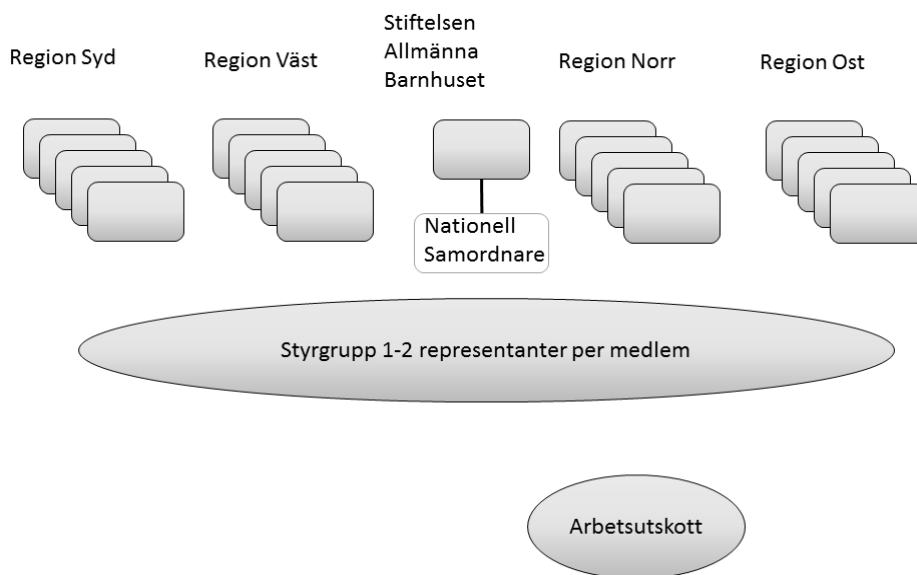 Region Syd
Region Väst
Stiftelsen
Allmänna
Barnhuset
Region Norr
Region Ost
Nationell
Samordnare
Styrgrupp 1-2 representanter per medlem
Arbetsutskott